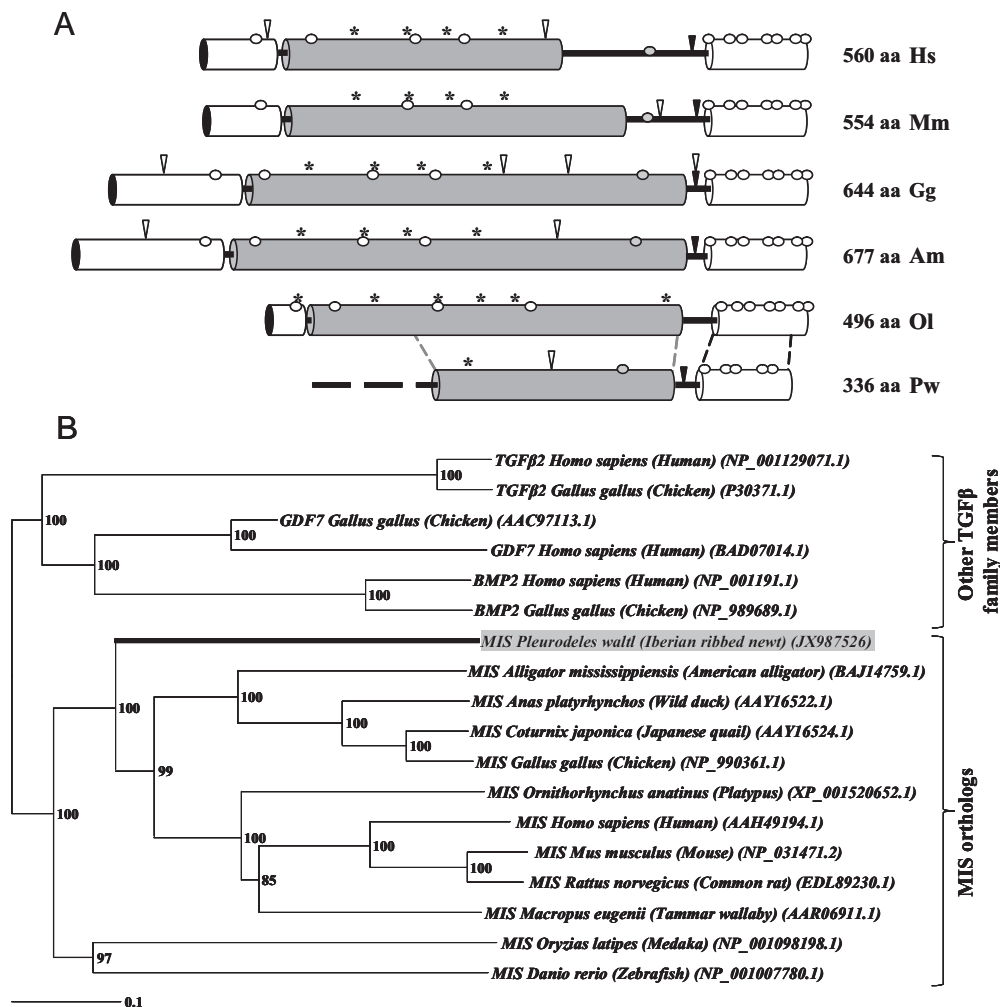 A
* * * * *
560 aa Hs
* * * *
554 aa Mm
* * * *
644 aa Gg
* * * *
677 aa Am
* * * * * *
496 aa Ol
*
336 aa Pw
B
TGFβ2 Homo sapiens (Human) (NP_001129071.1)
100
TGFβ2 Gallus gallus (Chicken) (P30371.1)
100
GDF7 Gallus gallus (Chicken) (AAC97113.1)
100
GDF7 Homo sapiens (Human) (BAD07014.1)
100
BMP2 Homo sapiens (Human) (NP_001191.1)
100
BMP2 Gallus gallus (Chicken) (NP_989689.1)
Other TGFβ
family members
MIS Pleurodeles waltl (Iberian ribbed newt) (JX987526)
MIS Alligator mississippiensis (American alligator) (BAJ14759.1)
100
MIS Anas platyrhynchos (Wild duck) (AAY16522.1)
100
100
MIS Coturnix japonica (Japanese quail) (AAY16524.1)
100
MIS Gallus gallus (Chicken) (NP_990361.1)
99
MIS Ornithorhynchus anatinus (Platypus) (XP_001520652.1)
100
MIS Homo sapiens (Human) (AAH49194.1)
100
100
MIS Mus musculus (Mouse) (NP_031471.2)
100
MIS Rattus norvegicus (Common rat) (EDL89230.1)
85
MIS Macropus eugenii (Tammar wallaby) (AAR06911.1)
MIS Oryzias latipes (Medaka) (NP_001098198.1)
97
MIS Danio rerio (Zebrafish) (NP_001007780.1)
MIS orthologs
0.1